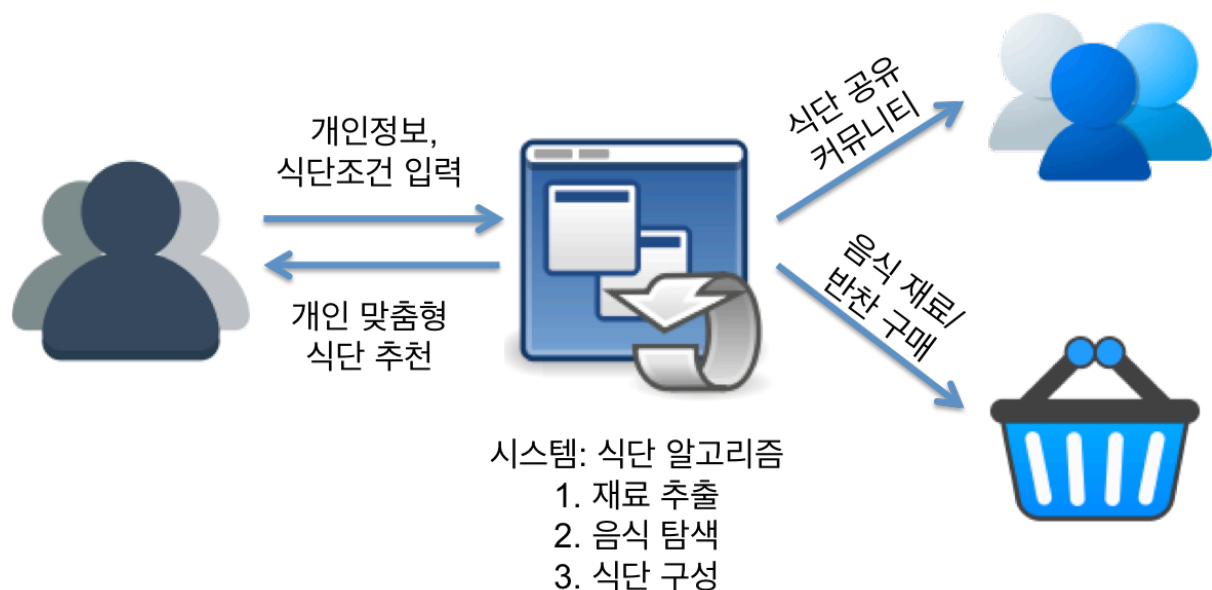 개인정보,
식단조건 입력
개인 맞춤형
식단 추천
시스템: 식단 알고리즘
1. 재료 추출
2. 음식 탐색
3. 식단 구성
식단 공유
커뮤니티
음식 재료/
반찬 구매